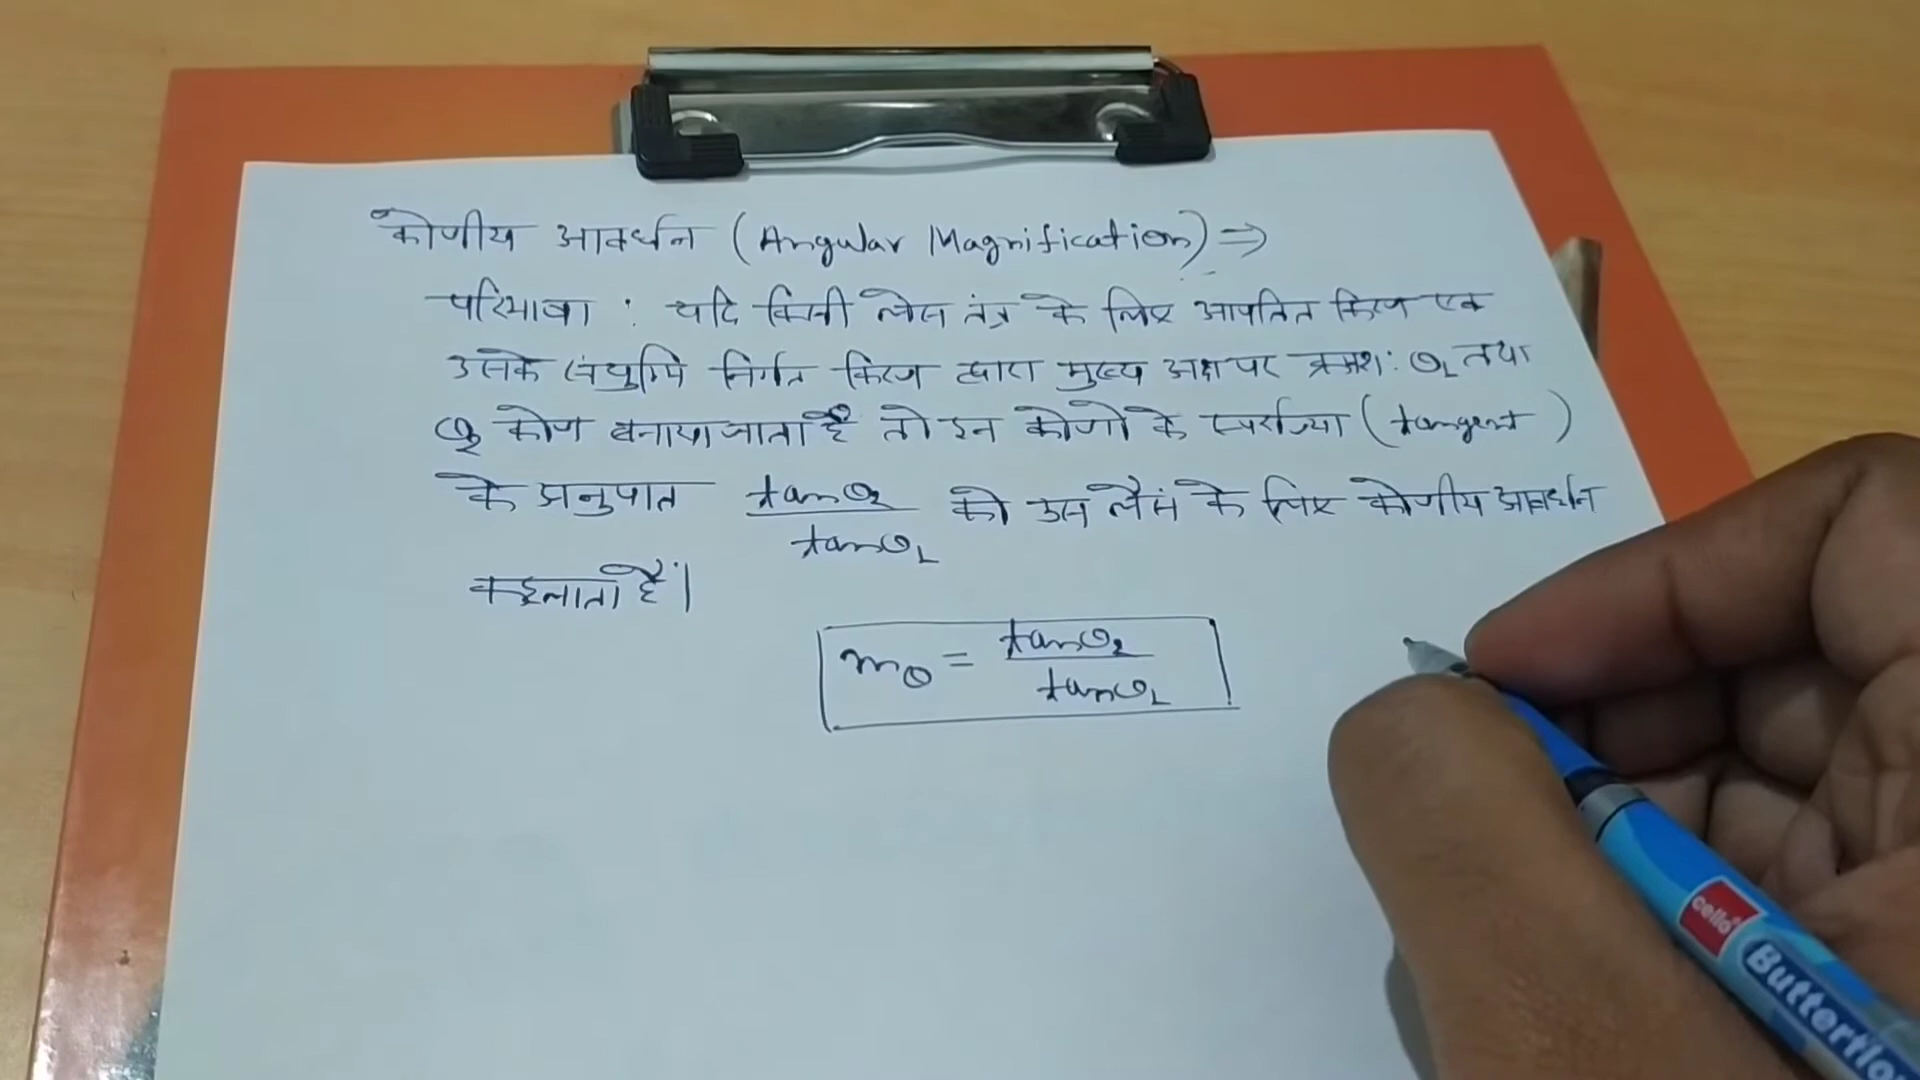 कोणीय आवर्धन (Angular Magnification) ⇒
परिभाषा : यदि किसी लेंस तंत्र के लिए आपतित किरण एवं
उसके संयुग्मि निर्गत किरण द्वारा मुख्य अक्ष पर क्रमश: θ₁ तथा
θ₂ कोण बनाया जाता है तो इन कोणों के स्पर्शज्या (tangent)
के अनुपात tanθ₂/tanθ₁ को उस लेंस के लिए कोणीय आवर्धन
कहलाता है।
mθ = tanθ₂/tanθ₁
cello
Butterflow